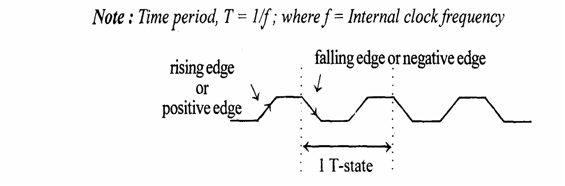 Note : Time period, T = 1/f ; where f = Internal clock frequency
falling edge or negative edge
rising edge
or
positive edge
1 T-state